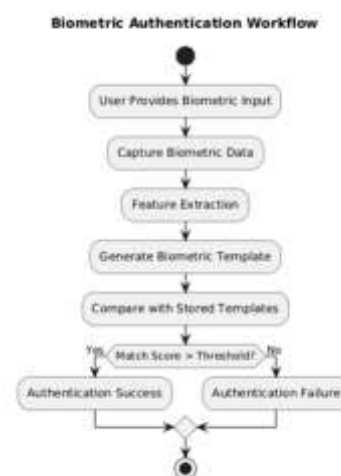 Biometric Authentication Workflow
User Provides Biometric Input
Capture Biometric Data
Feature Extraction
Generate Biometric Template
Compare with Stored Templates
Yes
Match Score > Threshold?
No
Authentication Success
Authentication Failure